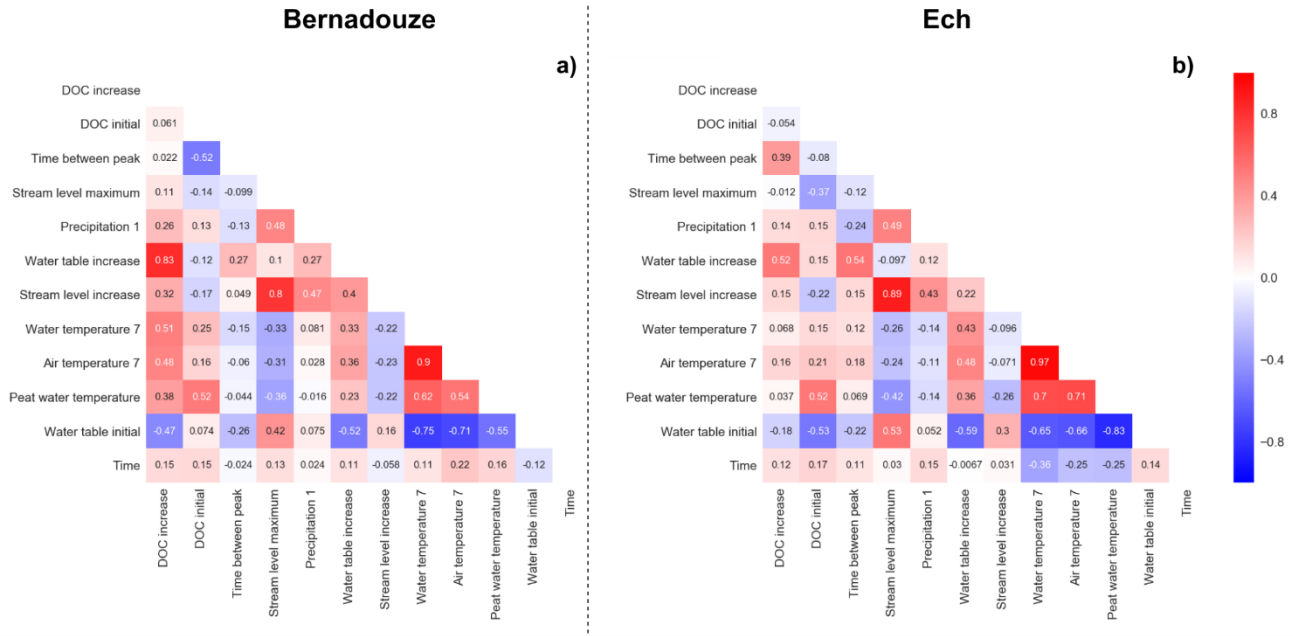 Bernadouze
a)
DOC increase
DOC initial 0.061
Time between peak 0.022 -0.52
Stream level maximum 0.11 -0.14 -0.099
Precipitation 1 0.26 0.13 -0.13 0.48
Water table increase 0.83 -0.12 0.27 0.1 0.27
Stream level increase 0.32 -0.17 0.049 0.8 0.47 0.4
Water temperature 7 0.51 0.25 -0.15 -0.33 0.081 0.33 -0.22
Air temperature 7 0.48 0.16 -0.06 -0.31 0.028 0.36 -0.23 0.9
Peat water temperature 0.38 0.52 -0.044 -0.36 -0.016 0.23 -0.22 0.62 0.54
Water table initial -0.47 0.074 -0.26 0.42 0.075 -0.52 0.16 -0.75 -0.71 -0.55
Time 0.15 0.15 -0.024 0.13 0.024 0.11 -0.058 0.11 0.22 0.16 -0.12
DOC increase
DOC initial
Time between peak
Stream level maximum
Precipitation 1
Water table increase
Stream level increase
Water temperature 7
Air temperature 7
Peat water temperature
Water table initial
Time
Ech
b)
DOC increase
DOC initial -0.054
Time between peak 0.39 -0.08
Stream level maximum -0.012 -0.37 -0.12
Precipitation 1 0.14 0.15 -0.24 0.49
Water table increase 0.52 0.15 0.54 -0.097 0.12
Stream level increase 0.15 -0.22 0.15 0.89 0.43 0.22
Water temperature 7 0.068 0.15 0.12 -0.26 -0.14 0.43 -0.096
Air temperature 7 0.16 0.21 0.18 -0.24 -0.11 0.48 -0.071 0.97
Peat water temperature 0.037 0.52 0.069 -0.42 -0.14 0.36 -0.26 0.7 0.71
Water table initial -0.18 -0.53 -0.22 0.53 0.052 -0.59 0.3 -0.65 -0.66 -0.83
Time 0.12 0.17 0.11 0.03 0.15 -0.0067 0.031 -0.36 -0.25 -0.25 0.14
DOC increase
DOC initial
Time between peak
Stream level maximum
Precipitation 1
Water table increase
Stream level increase
Water temperature 7
Air temperature 7
Peat water temperature
Water table initial
Time
0.8
0.4
0.0
−0.4
−0.8